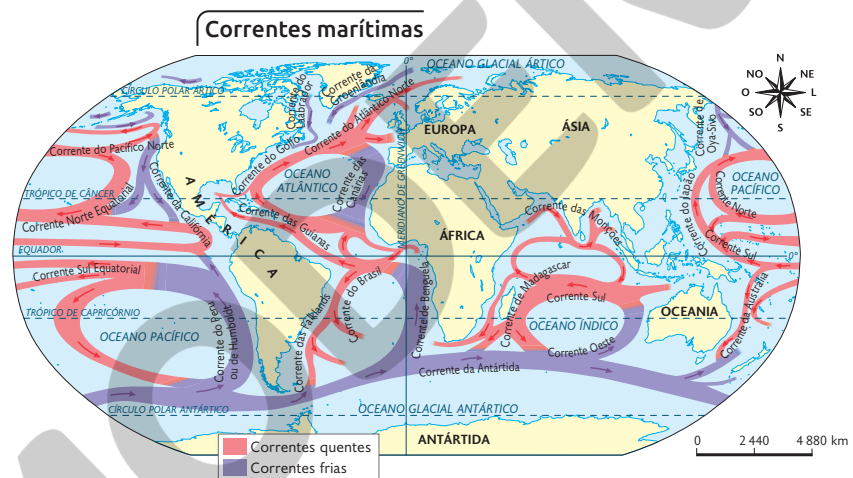 Correntes marítimas
0°
OCEANO GLACIAL ÁRTICO
CÍRCULO POLAR ÁRTICO
Corrente do
Labrador
Corrente da
Groenlândia
Corrente do Atlântico Norte
Corrente do Golfo
EUROPA
ÁSIA
Corrente de
Oya-Sivo
N
NO
NE
O
L
SO
SE
S
Corrente do Pacífico Norte
OCEANO
ATLÂNTICO
Corrente das
Canárias
MERIDIANO DE GREENWICH
OCEANO
PACÍFICO
TRÓPICO DE CÂNCER
Corrente Norte Equatorial
Corrente da Califórnia
AMÉRICA
Corrente das Guianas
ÁFRICA
Corrente das Monções
Corrente do Japão
Corrente Norte
Corrente Sul
EQUADOR
0°
Corrente Sul Equatorial
TRÓPICO DE CAPRICÓRNIO
OCEANO PACÍFICO
Corrente do Peru
ou de Humboldt
Corrente das Falklands
Corrente do Brasil
Corrente de Benguela
Corrente de Madagascar
Corrente Sul
OCEANO ÍNDICO
Corrente Oeste
OCEANIA
Corrente da Austrália
Corrente da Antártida
CÍRCULO POLAR ANTÁRTICO
OCEANO GLACIAL ANTÁRTICO
ANTÁRTIDA
0
2 440
4 880 km
Correntes quentes
Correntes frias